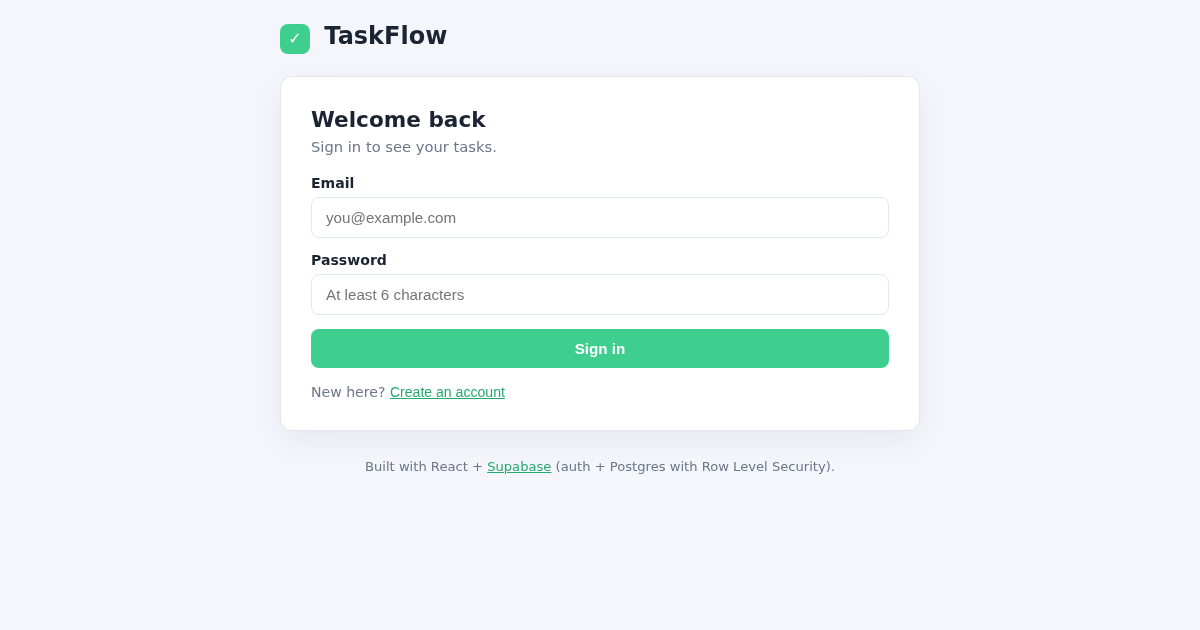 ✓ TaskFlow
Welcome back
Sign in to see your tasks.
Email
you@example.com
Password
At least 6 characters
Sign in
New here? Create an account
Built with React + Supabase (auth + Postgres with Row Level Security).